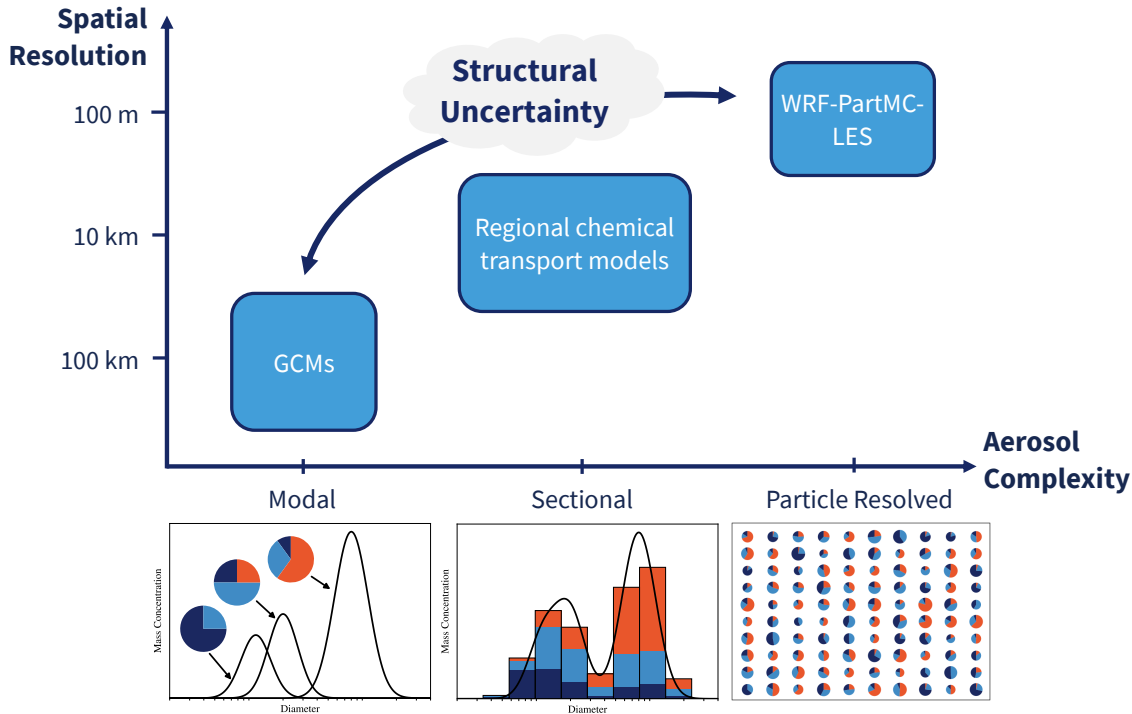 Spatial
Resolution
Structural
Uncertainty
WRF-PartMC-
LES
100 m
Regional chemical
transport models
10 km
GCMs
100 km
Aerosol
Complexity
Modal
Sectional
Particle Resolved
Mass Concentration
Diameter
Mass Concentration
Diameter